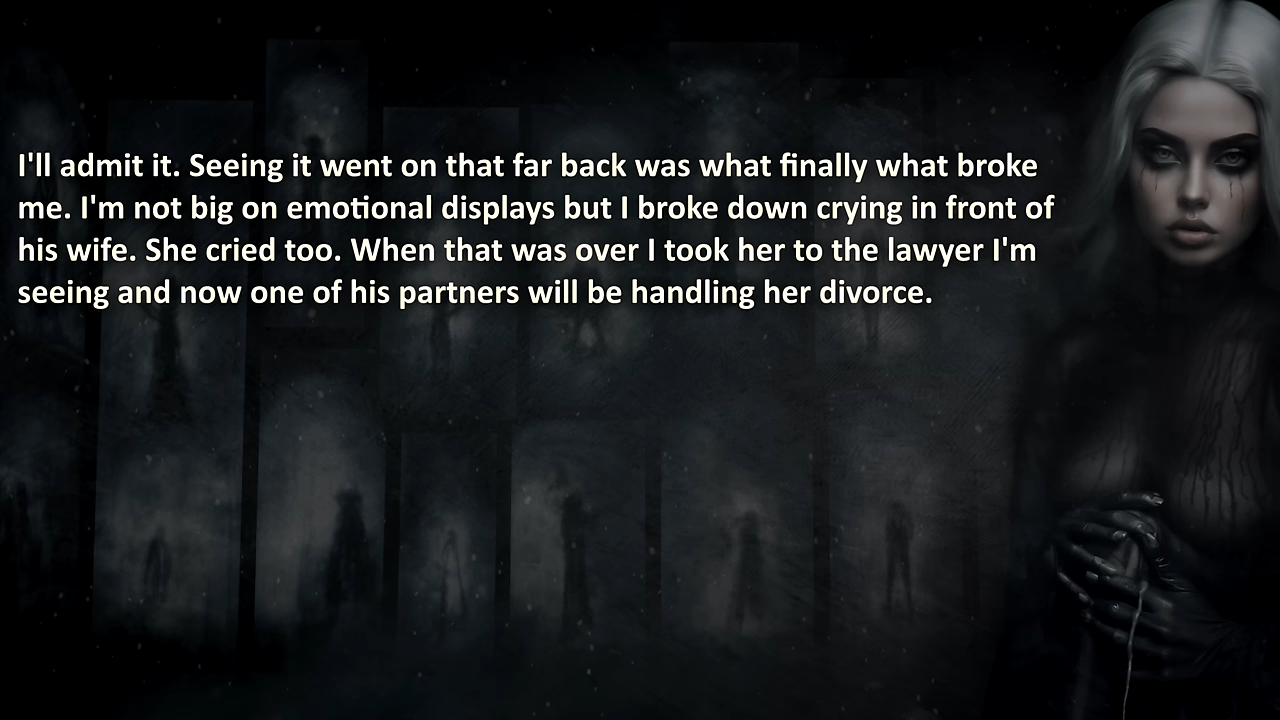 I'll admit it. Seeing it went on that far back was what finally what broke
me. I'm not big on emotional displays but I broke down crying in front of
his wife. She cried too. When that was over I took her to the lawyer I'm
seeing and now one of his partners will be handling her divorce.